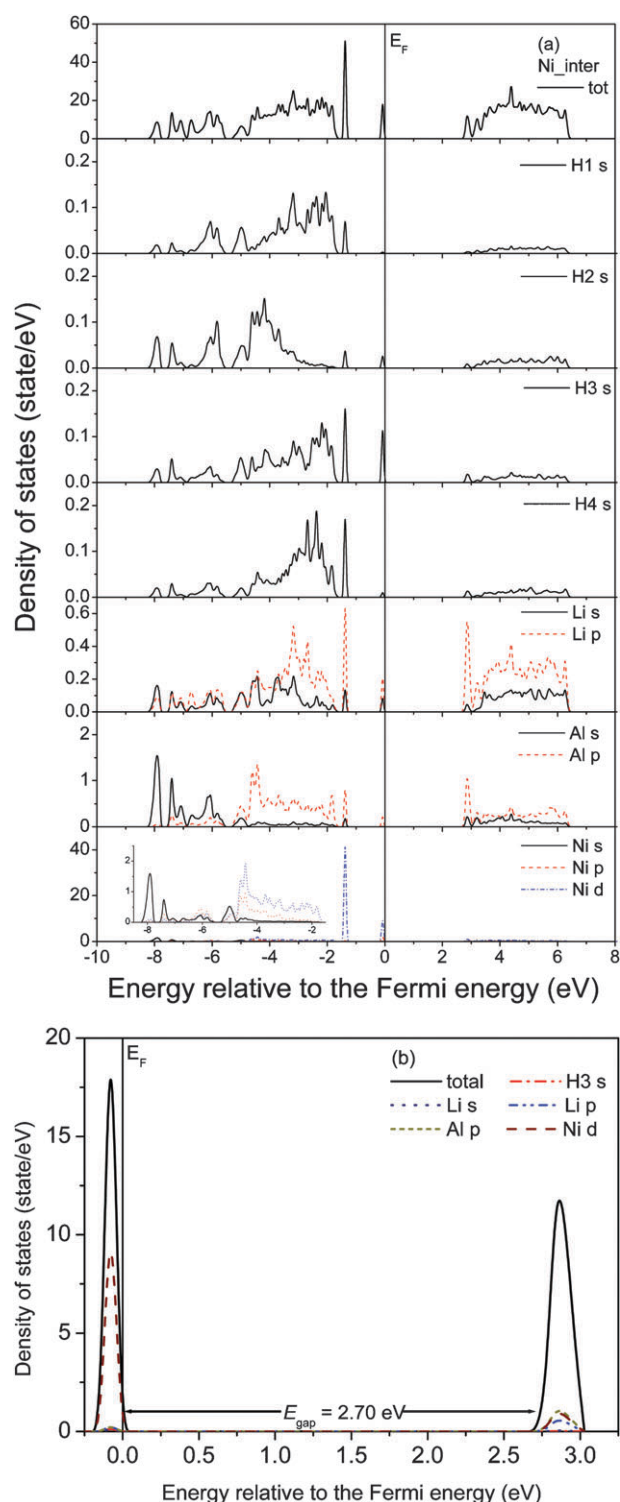 60
50
40
30
20
10
0
E_F
(a)
Ni_inter
tot
0.2
0.1
0.0
H1 s
0.2
0.1
0.0
H2 s
0.2
0.1
0.0
H3 s
0.2
0.1
0.0
H4 s
0.6
0.4
0.2
0.0
Li s
Li p
2
1
0
Al s
Al p
40
20
0
Ni s
Ni p
Ni d
2
1
0
-8 -6 -4 -2
-10 -8 -6 -4 -2 0 2 4 6 8
Density of states (state/eV)
Energy relative to the Fermi energy (eV)
20
15
10
5
0
E_F
(b)
total H3 s
Li s Li p
Al p Ni d
E_gap = 2.70 eV
0.0 0.5 1.0 1.5 2.0 2.5 3.0
Density of states (state/eV)
Energy relative to the Fermi energy (eV)